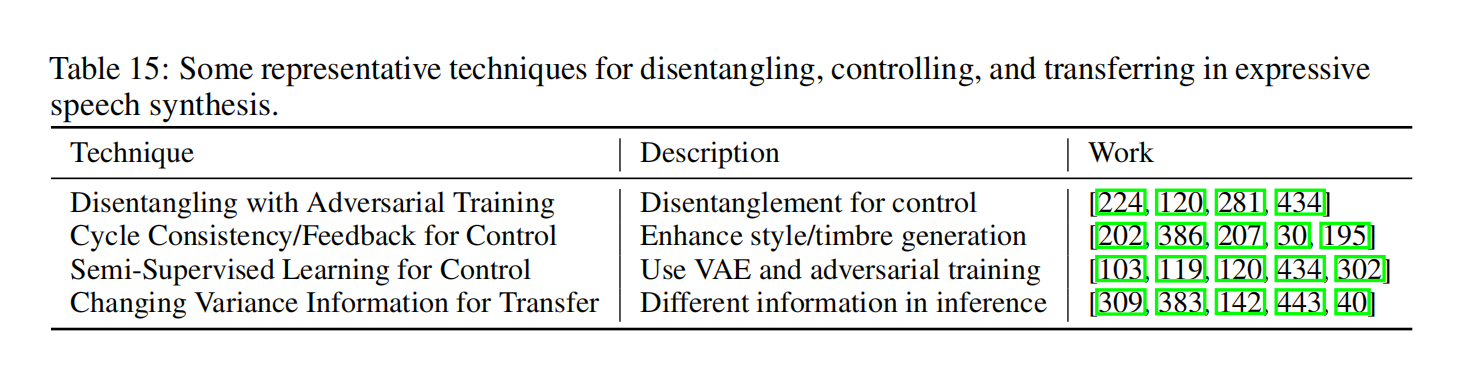 Table 15: Some representative techniques for disentangling, controlling, and transferring in expressive
speech synthesis.
Technique Description Work
Disentangling with Adversarial Training Disentanglement for control [224, 120, 281, 434]
Cycle Consistency/Feedback for Control Enhance style/timbre generation [202, 386, 207, 30, 195]
Semi-Supervised Learning for Control Use VAE and adversarial training [103, 119, 120, 434, 302]
Changing Variance Information for Transfer Different information in inference [309, 383, 142, 443, 40]